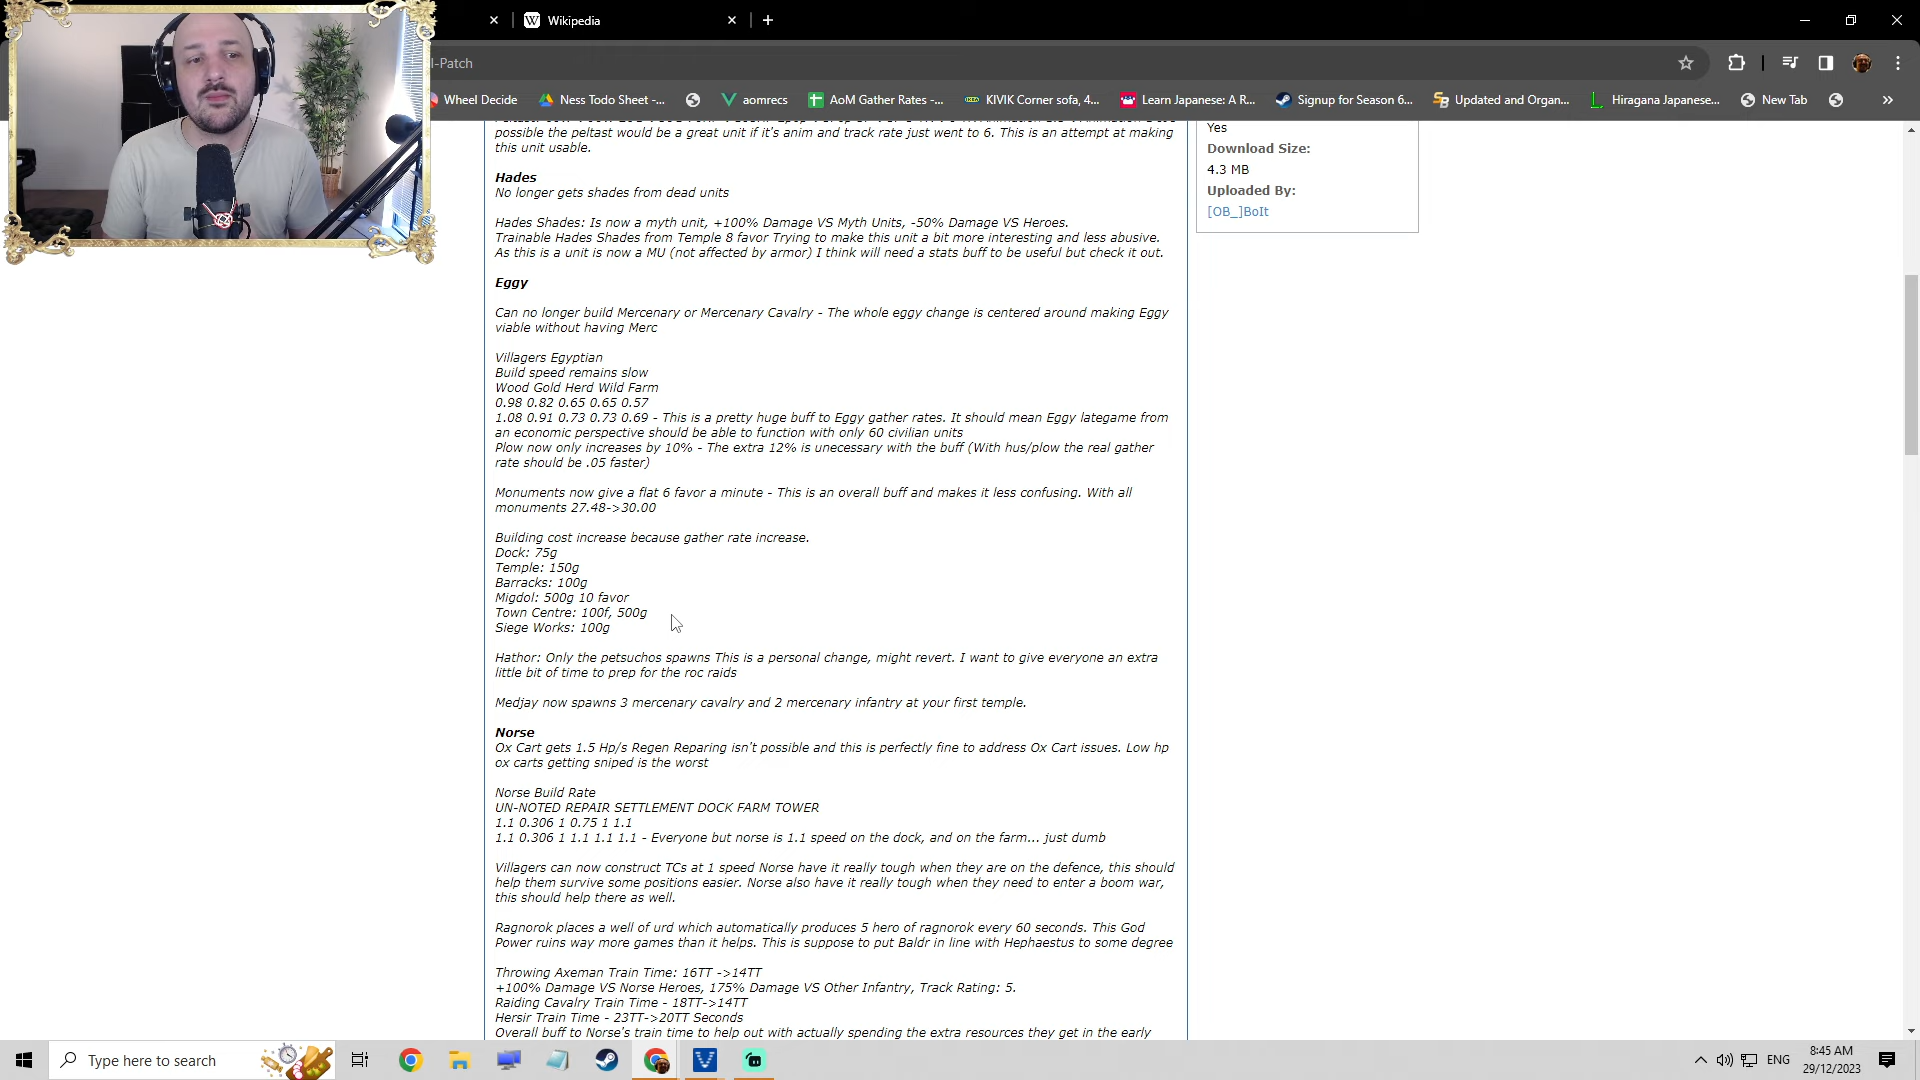 Wikipedia
l-Patch
Wheel Decide
Ness Todo Sheet -...
aomrecs
AoM Gather Rates -...
KIVIK Corner sofa, 4...
Learn Japanese: A R...
Signup for Season 6...
Updated and Organ...
Hiragana Japanese...
New Tab
possible the peltast would be a great unit if it's anim and track rate just went to 6. This is an attempt at making
this unit usable.
Hades
No longer gets shades from dead units
Hades Shades: Is now a myth unit, +100% Damage VS Myth Units, -50% Damage VS Heroes.
Trainable Hades Shades from Temple 8 favor Trying to make this unit a bit more interesting and less abusive.
As this is a unit is now a MU (not affected by armor) I think will need a stats buff to be useful but check it out.
Eggy
Can no longer build Mercenary or Mercenary Cavalry - The whole eggy change is centered around making Eggy
viable without having Merc
Villagers Egyptian
Build speed remains slow
Wood Gold Herd Wild Farm
0.98 0.82 0.65 0.65 0.57
1.08 0.91 0.73 0.73 0.69 - This is a pretty huge buff to Eggy gather rates. It should mean Eggy lategame from
an economic perspective should be able to function with only 60 civilian units
Plow now only increases by 10% - The extra 12% is unecessary with the buff (With hus/plow the real gather
rate should be .05 faster)
Monuments now give a flat 6 favor a minute - This is an overall buff and makes it less confusing. With all
monuments 27.48->30.00
Building cost increase because gather rate increase.
Dock: 75g
Temple: 150g
Barracks: 100g
Migdol: 500g 10 favor
Town Centre: 100f, 500g
Siege Works: 100g
Hathor: Only the petsuchos spawns This is a personal change, might revert. I want to give everyone an extra
little bit of time to prep for the roc raids
Medjay now spawns 3 mercenary cavalry and 2 mercenary infantry at your first temple.
Norse
Ox Cart gets 1.5 Hp/s Regen Reparing isn't possible and this is perfectly fine to address Ox Cart issues. Low hp
ox carts getting sniped is the worst
Norse Build Rate
UN-NOTED REPAIR SETTLEMENT DOCK FARM TOWER
1.1 0.306 1 0.75 1 1.1
1.1 0.306 1 1.1 1.1 1.1 - Everyone but norse is 1.1 speed on the dock, and on the farm... just dumb
Villagers can now construct TCs at 1 speed Norse have it really tough when they are on the defence, this should
help them survive some positions easier. Norse also have it really tough when they need to enter a boom war,
this should help there as well.
Ragnorok places a well of urd which automatically produces 5 hero of ragnorok every 60 seconds. This God
Power ruins way more games than it helps. This is suppose to put Baldr in line with Hephaestus to some degree
Throwing Axeman Train Time: 16TT ->14TT
+100% Damage VS Norse Heroes, 175% Damage VS Other Infantry, Track Rating: 5.
Raiding Cavalry Train Time - 18TT->14TT
Hersir Train Time - 23TT->20TT Seconds
Overall buff to Norse's train time to help out with actually spending the extra resources they get in the early
Yes
Download Size:
4.3 MB
Uploaded By:
[OB_]BoIt
Type here to search
ENG
8:45 AM
29/12/2023